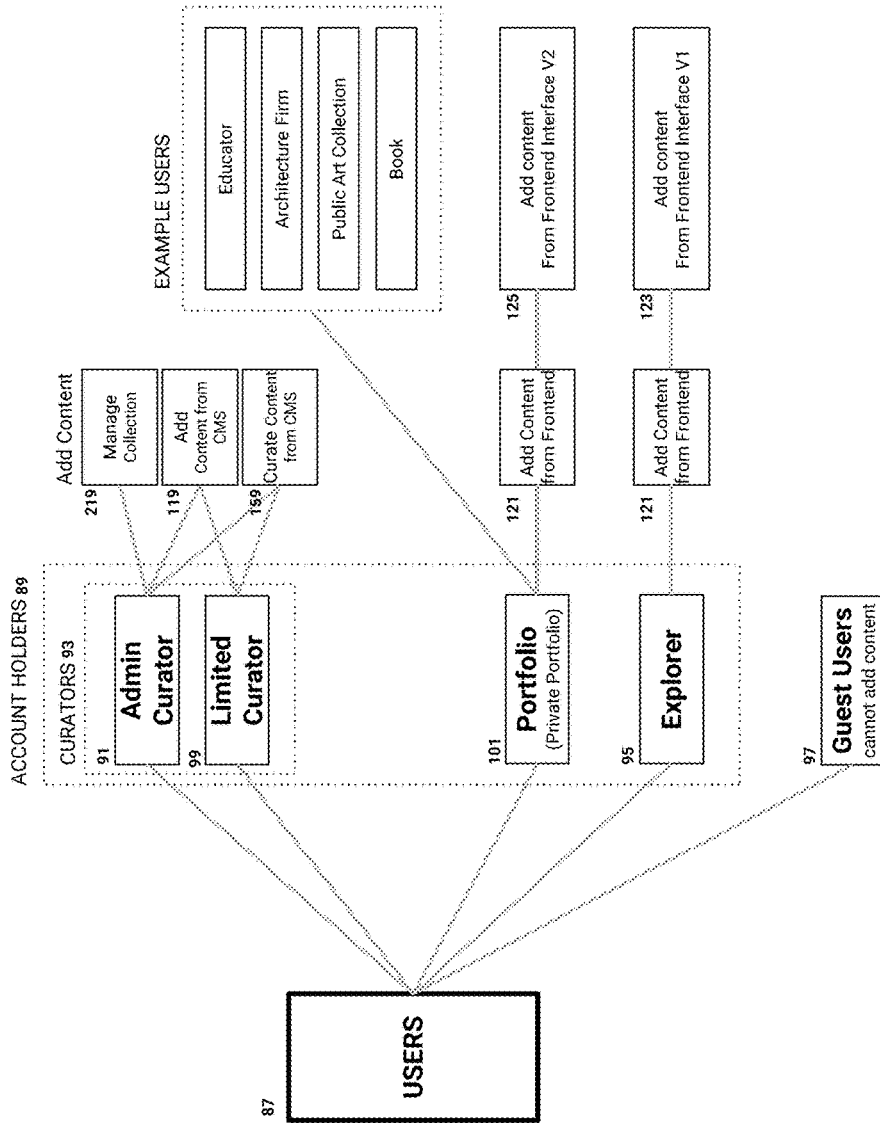 87
USERS
ACCOUNT HOLDERS 89
CURATORS 93
91
Admin
Curator
99
Limited
Curator
101
Portfolio
(Private Portfolio)
95
Explorer
97
Guest Users
cannot add content
Add Content
219
Manage
Collection
119
Add
Content from
CMS
159
Curate Content
from CMS
121
Add Content
from Frontend
121
Add Content
from Frontend
EXAMPLE USERS
Educator
Architecture Firm
Public Art Collection
Book
125
Add content
From Frontend Interface V2
123
Add content
From Frontend Interface V1